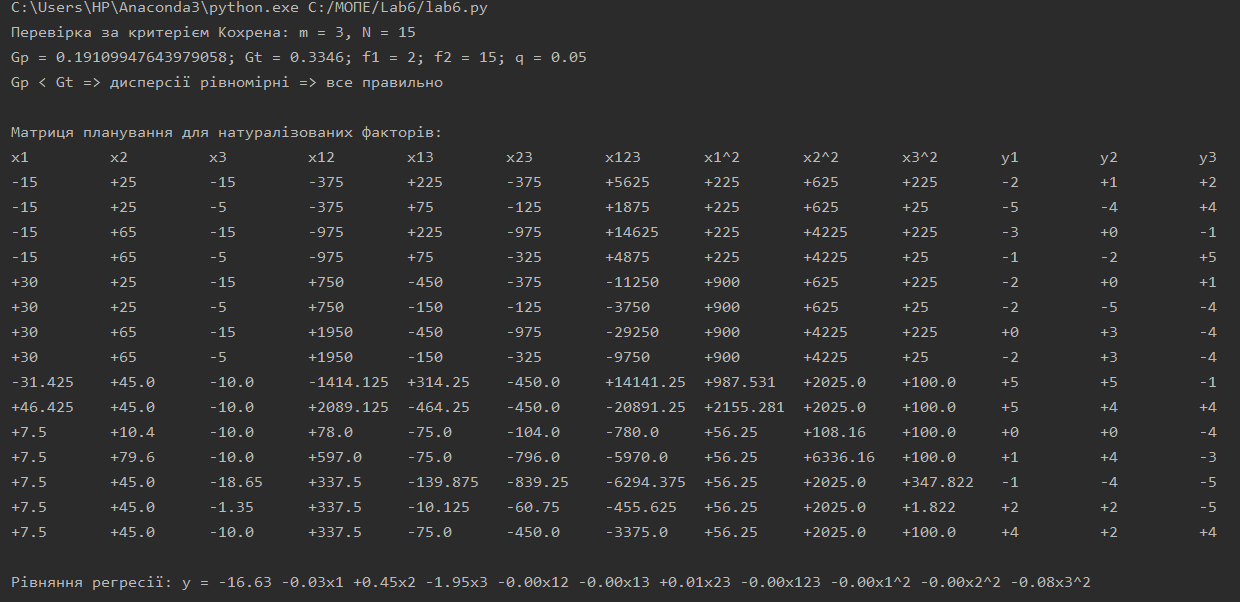 C:\Users\HP\Anaconda3\python.exe C:/МОПЕ/Lab6/lab6.py
Перевірка за критерієм Кохрена: m = 3, N = 15
Gp = 0.19109947643979058; Gt = 0.3346; f1 = 2; f2 = 15; q = 0.05
Gp < Gt => дисперсії рівномірні => все правильно
Матриця планування для натуралізованих факторів:
x1 x2 x3 x12 x13 x23 x123 x1^2 x2^2 x3^2 y1 y2 y3
-15 +25 -15 -375 +225 -375 +5625 +225 +625 +225 -2 +1 +2
-15 +25 -5 -375 +75 -125 +1875 +225 +625 +25 -5 -4 +4
-15 +65 -15 -975 +225 -975 +14625 +225 +4225 +225 -3 +0 -1
-15 +65 -5 -975 +75 -325 +4875 +225 +4225 +25 -1 -2 +5
+30 +25 -15 +750 -450 -375 -11250 +900 +625 +225 -2 +0 +1
+30 +25 -5 +750 -150 -125 -3750 +900 +625 +25 -2 -5 -4
+30 +65 -15 +1950 -450 -975 -29250 +900 +4225 +225 +0 +3 -4
+30 +65 -5 +1950 -150 -325 -9750 +900 +4225 +25 -2 +3 -4
-31.425 +45.0 -10.0 -1414.125 +314.25 -450.0 +14141.25 +987.531 +2025.0 +100.0 +5 +5 -1
+46.425 +45.0 -10.0 +2089.125 -464.25 -450.0 -20891.25 +2155.281 +2025.0 +100.0 +5 +4 +4
+7.5 +10.4 -10.0 +78.0 -75.0 -104.0 -780.0 +56.25 +108.16 +100.0 +0 +0 -4
+7.5 +79.6 -10.0 +597.0 -75.0 -796.0 -5970.0 +56.25 +6336.16 +100.0 +1 +4 -3
+7.5 +45.0 -18.65 +337.5 -139.875 -839.25 -6294.375 +56.25 +2025.0 +347.822 -1 -4 -5
+7.5 +45.0 -1.35 +337.5 -10.125 -60.75 -455.625 +56.25 +2025.0 +1.822 +2 +2 -5
+7.5 +45.0 -10.0 +337.5 -75.0 -450.0 -3375.0 +56.25 +2025.0 +100.0 +4 +2 +4
Рівняння регресії: y = -16.63 -0.03x1 +0.45x2 -1.95x3 -0.00x12 -0.00x13 +0.01x23 -0.00x123 -0.00x1^2 -0.00x2^2 -0.08x3^2